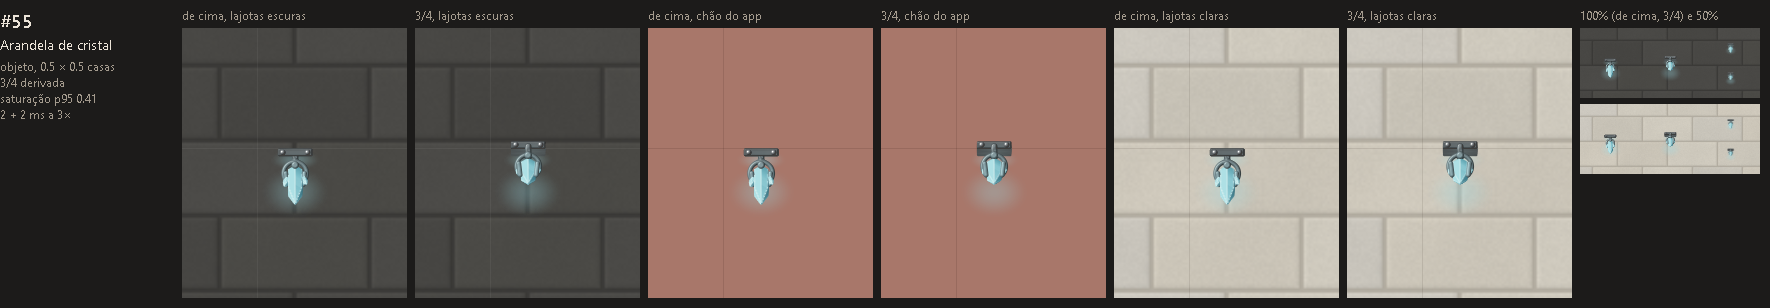 #55
Arandela de cristal
objeto, 0.5 × 0.5 casas
3/4 derivada
saturação p95 0.41
2 + 2 ms a 3×
de cima, lajotas escuras
3/4, lajotas escuras
de cima, chão do app
3/4, chão do app
de cima, lajotas claras
3/4, lajotas claras
100% (de cima, 3/4) e 50%